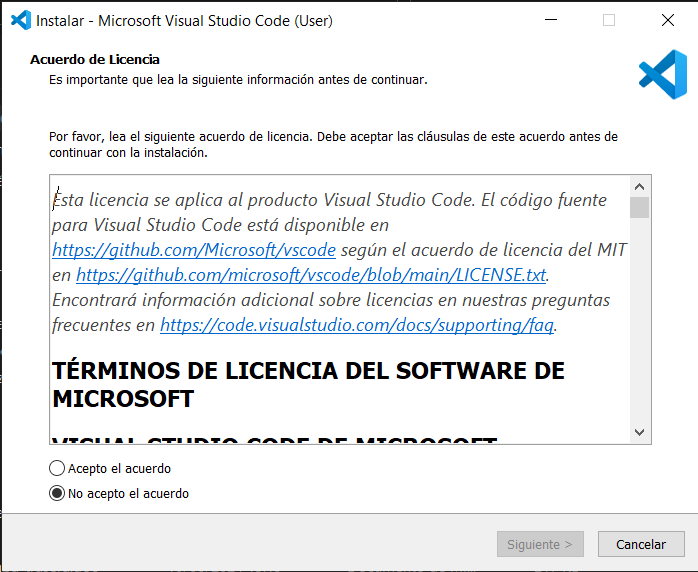 Instalar - Microsoft Visual Studio Code (User)
Acuerdo de Licencia
Es importante que lea la siguiente información antes de continuar.
Por favor, lea el siguiente acuerdo de licencia. Debe aceptar las cláusulas de este acuerdo antes de
continuar con la instalación.
Esta licencia se aplica al producto Visual Studio Code. El código fuente
para Visual Studio Code está disponible en
https://github.com/Microsoft/vscode según el acuerdo de licencia del MIT
en https://github.com/microsoft/vscode/blob/main/LICENSE.txt.
Encontrará información adicional sobre licencias en nuestras preguntas
frecuentes en https://code.visualstudio.com/docs/supporting/faq.
TÉRMINOS DE LICENCIA DEL SOFTWARE DE
MICROSOFT
VISUAL STUDIO CODE DE MICROSOFT
Acepto el acuerdo
No acepto el acuerdo
Siguiente >
Cancelar